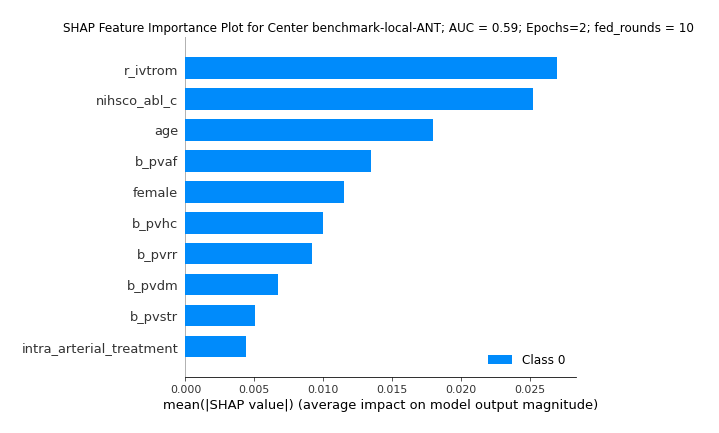 SHAP Feature Importance Plot for Center benchmark-local-ANT; AUC = 0.59; Epochs=2; fed_rounds = 10
r_ivtrom
nihsco_abl_c
age
b_pvaf
female
b_pvhc
b_pvrr
b_pvdm
b_pvstr
intra_arterial_treatment
Class 0
0.000 0.005 0.010 0.015 0.020 0.025
mean(|SHAP value|) (average impact on model output magnitude)